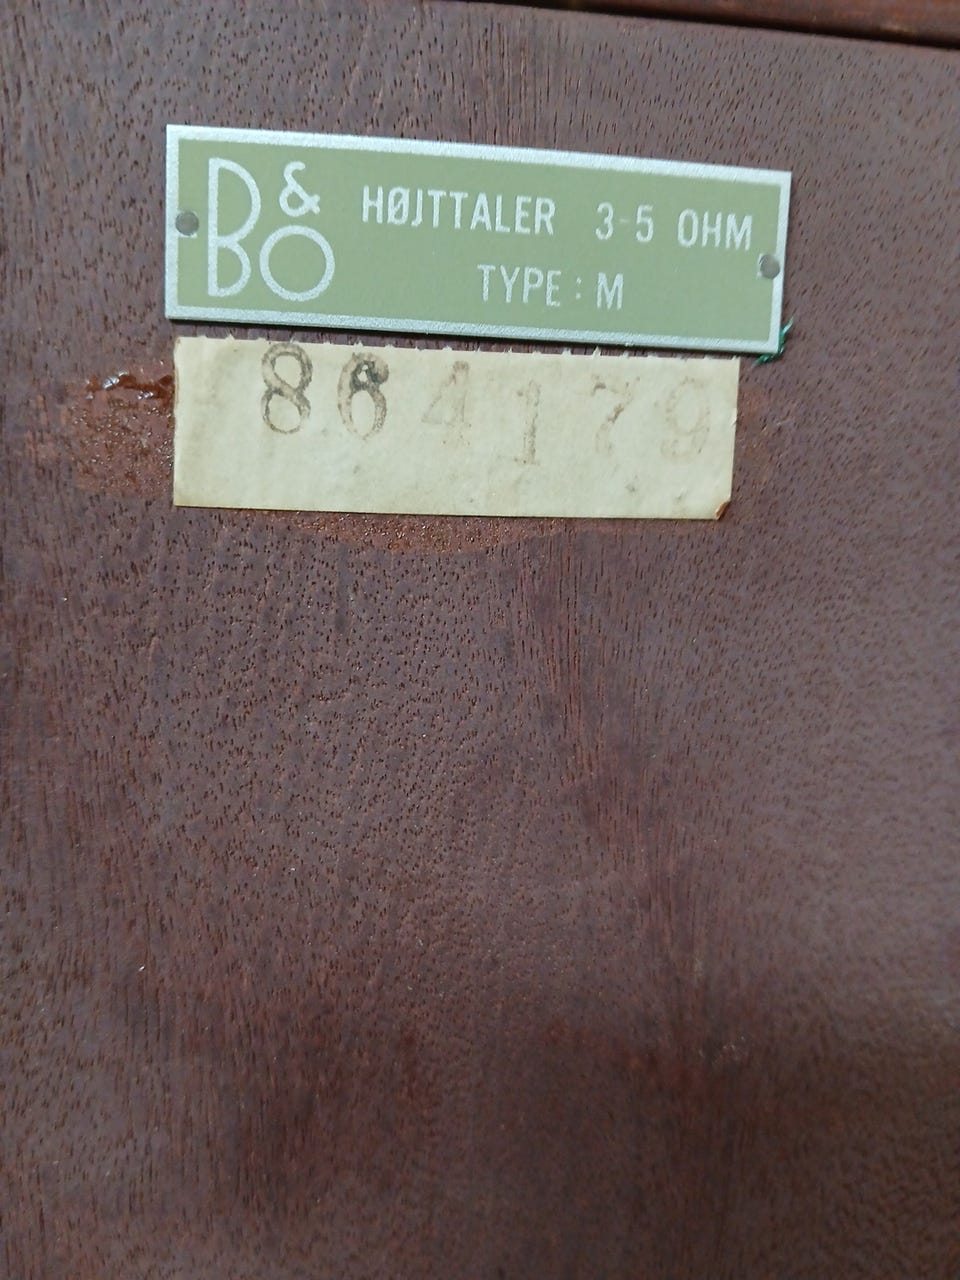 B&O HØJTTALER 3-5 OHM
TYPE : M
864179